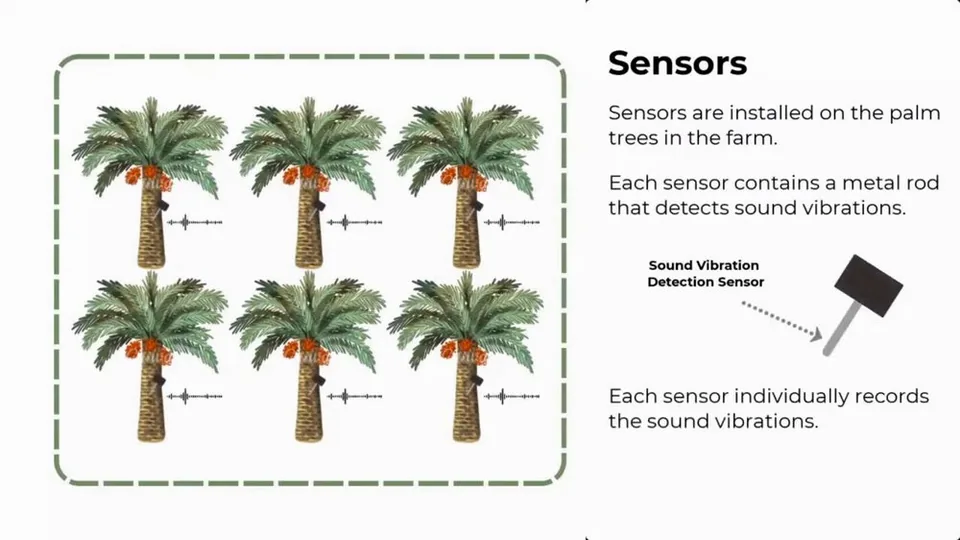 Sensors
Sensors are installed on the palm
trees in the farm.
Each sensor contains a metal rod
that detects sound vibrations.
Sound Vibration
Detection Sensor
Each sensor individually records
the sound vibrations.